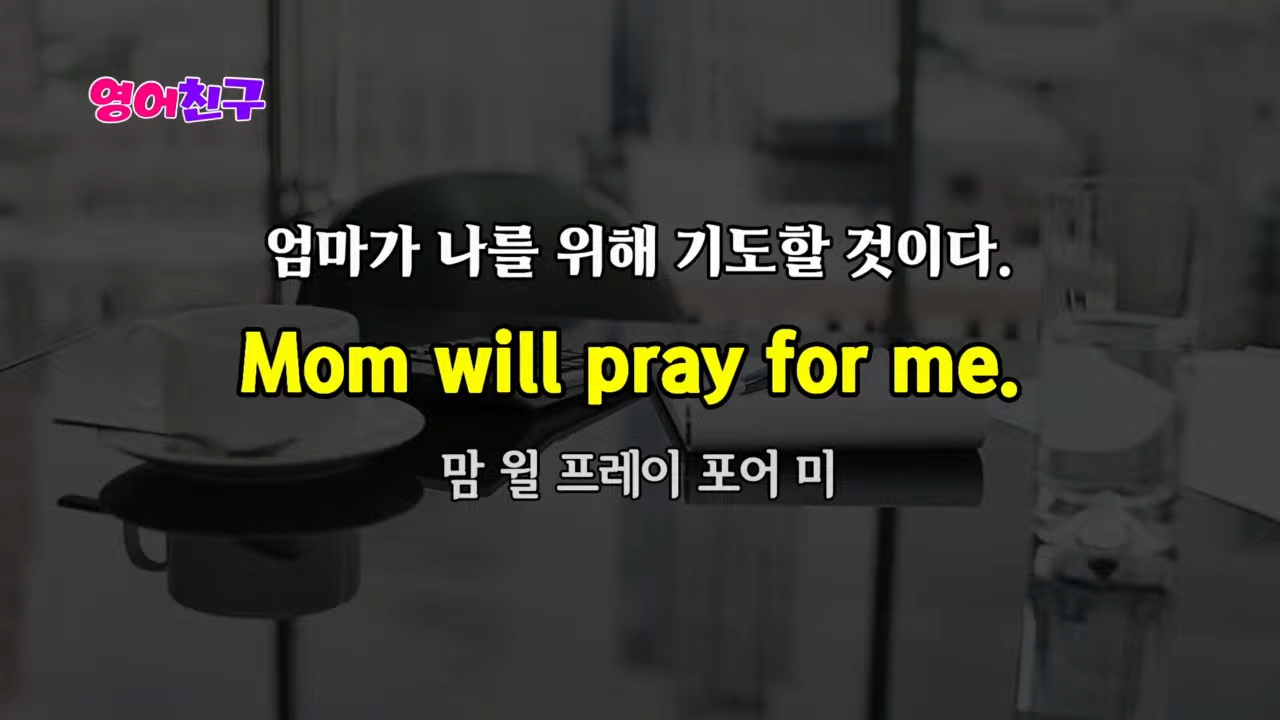 영어친구
엄마가 나를 위해 기도할 것이다.
Mom will pray for me.
맘 윌 프레이 포어 미